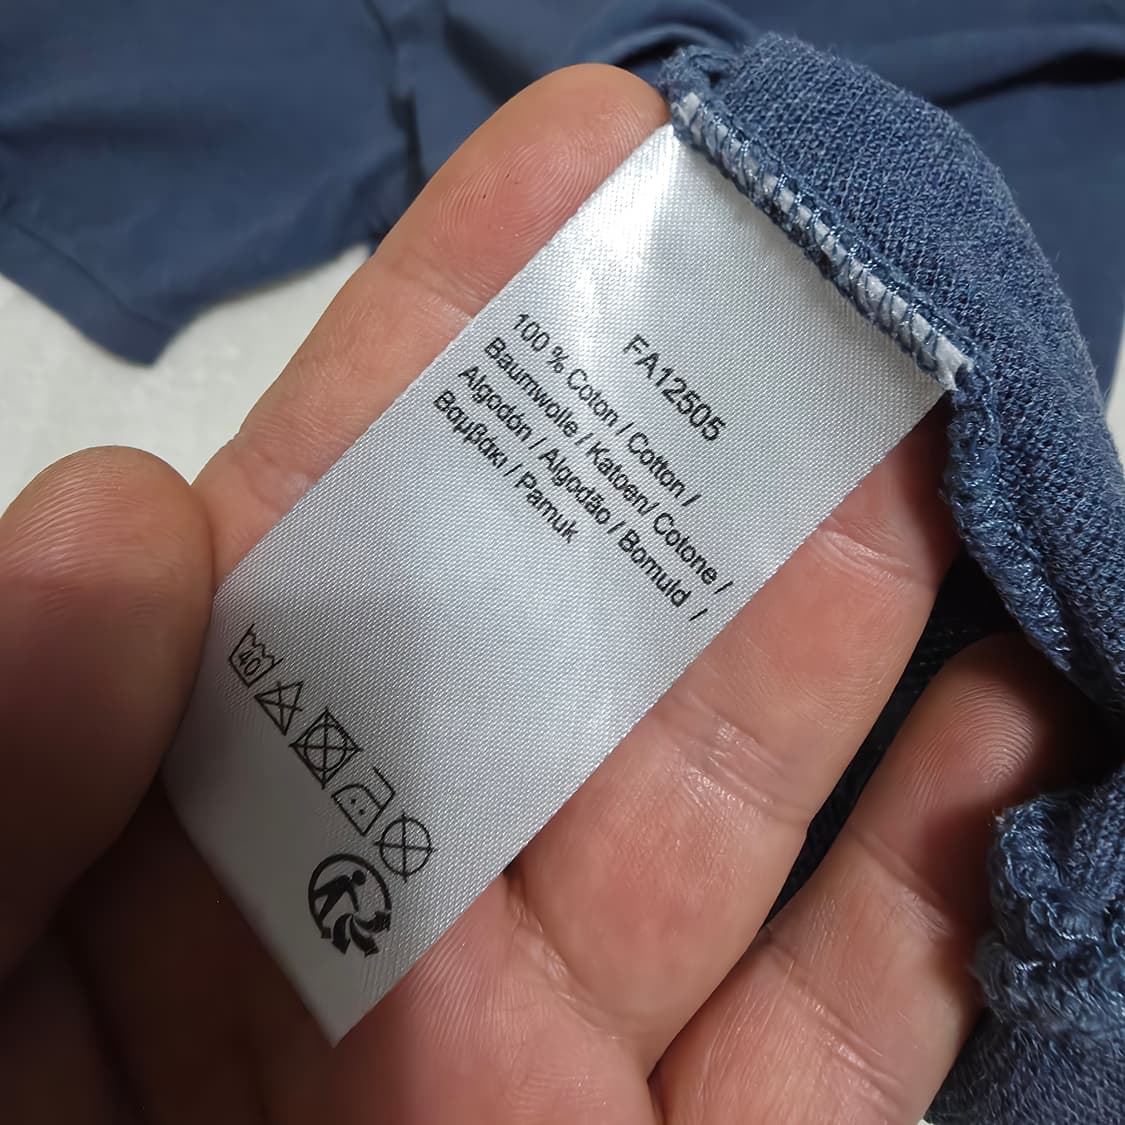 FA12505
100 % Coton / Cotton /
Baumwolle / Katoen/ Cotone /
Algodón / Algodão / Bomuld /
Βαμβάκι / Pamuk
40